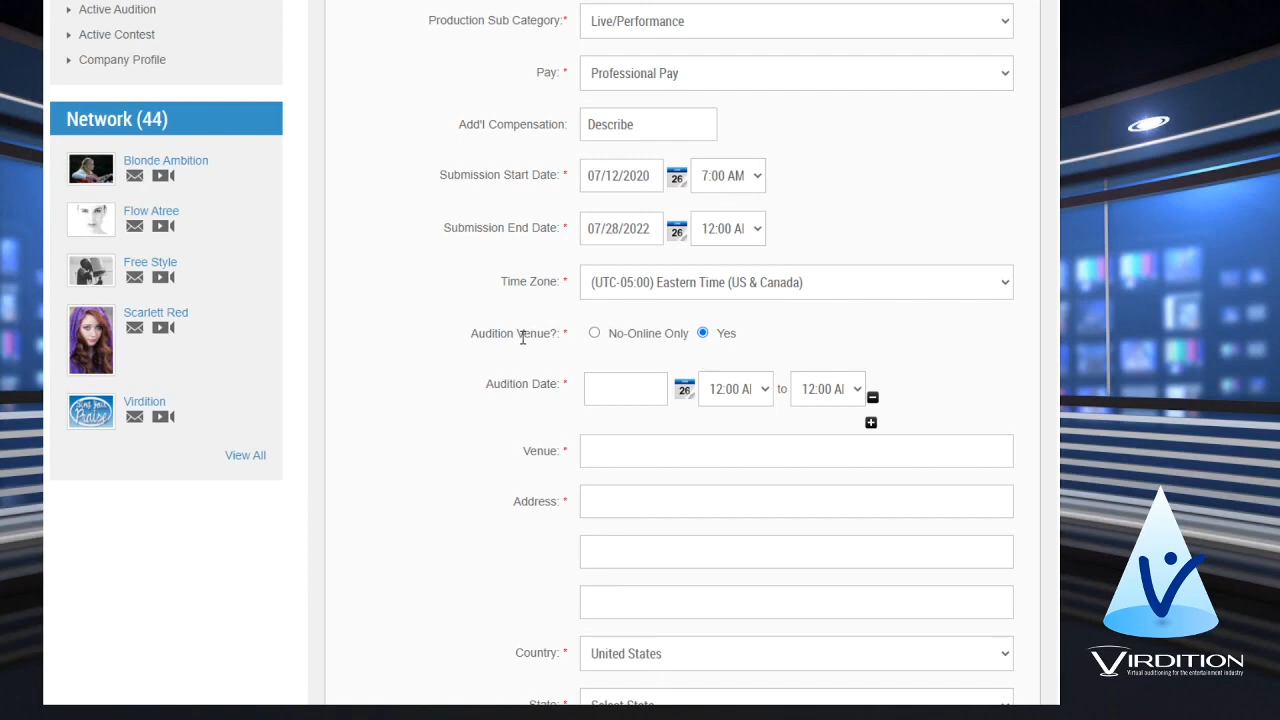 Active Audition
Active Contest
Company Profile
Network (44)
Blonde Ambition
Flow Atree
Free Style
Scarlett Red
Virdition
View All
Production Sub Category:* Live/Performance
Pay: * Professional Pay
Add'l Compensation: Describe
Submission Start Date: * 07/12/2020 26 7:00 AM
Submission End Date: * 07/28/2022 26 12:00 AI
Time Zone: * (UTC-05:00) Eastern Time (US & Canada)
Audition Venue?: * No-Online Only Yes
Audition Date: * 26 12:00 AI to 12:00 AI
Venue: *
Address: *
Country: * United States
State: * Select State
VIRDITION
Virtual auditioning for the entertainment industry